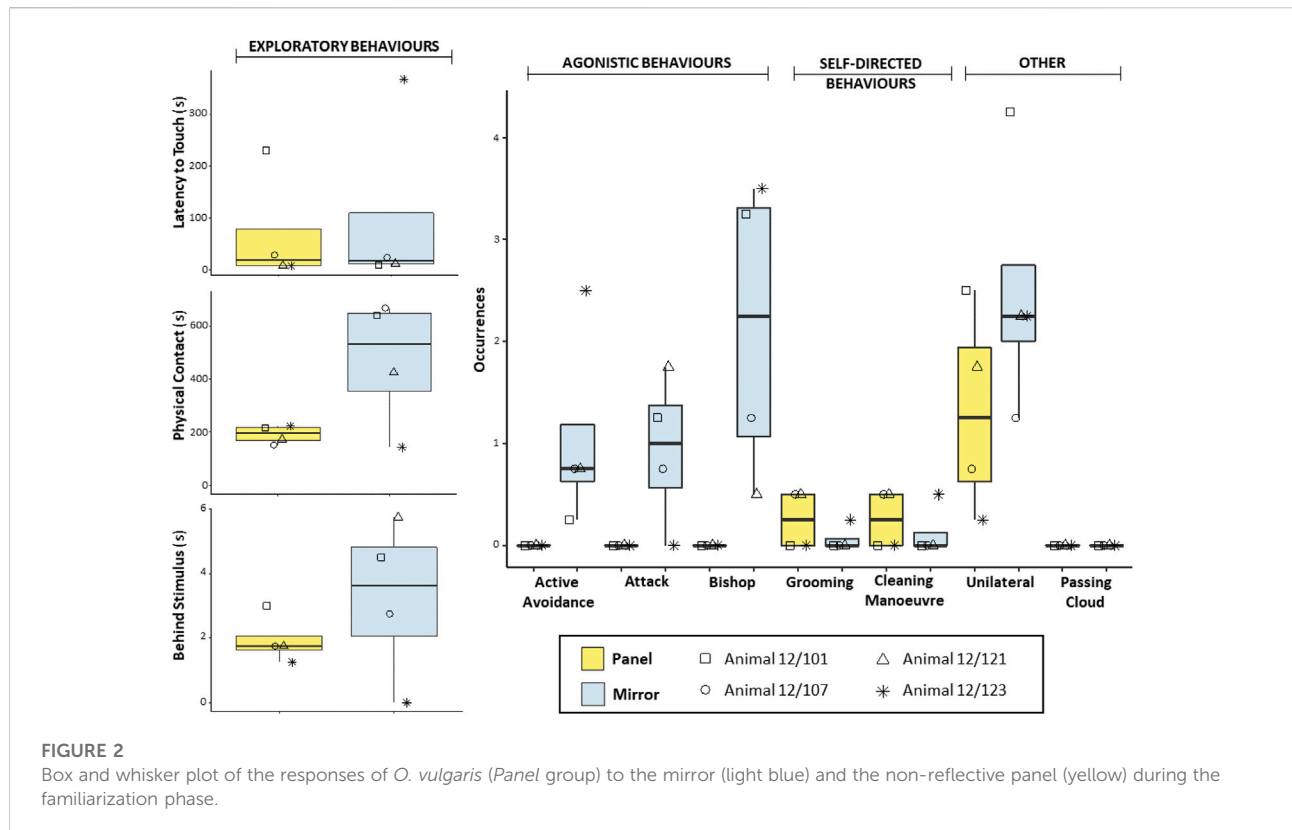 EXPLORATORY BEHAVIOURS
Latency to Touch (s)
300
200
100
0
Physical Contact (s)
600
400
200
0
Behind Stimulus (s)
6
4
2
0
AGONISTIC BEHAVIOURS
SELF-DIRECTED
BEHAVIOURS
OTHER
Occurrences
4
3
2
1
0
Active
Avoidance
Attack
Bishop
Grooming
Cleaning
Manoeuvre
Unilateral
Passing
Cloud
Panel
Animal 12/101
Animal 12/121
Mirror
Animal 12/107
Animal 12/123
FIGURE 2
Box and whisker plot of the responses of O. vulgaris (Panel group) to the mirror (light blue) and the non-reflective panel (yellow) during the
familiarization phase.